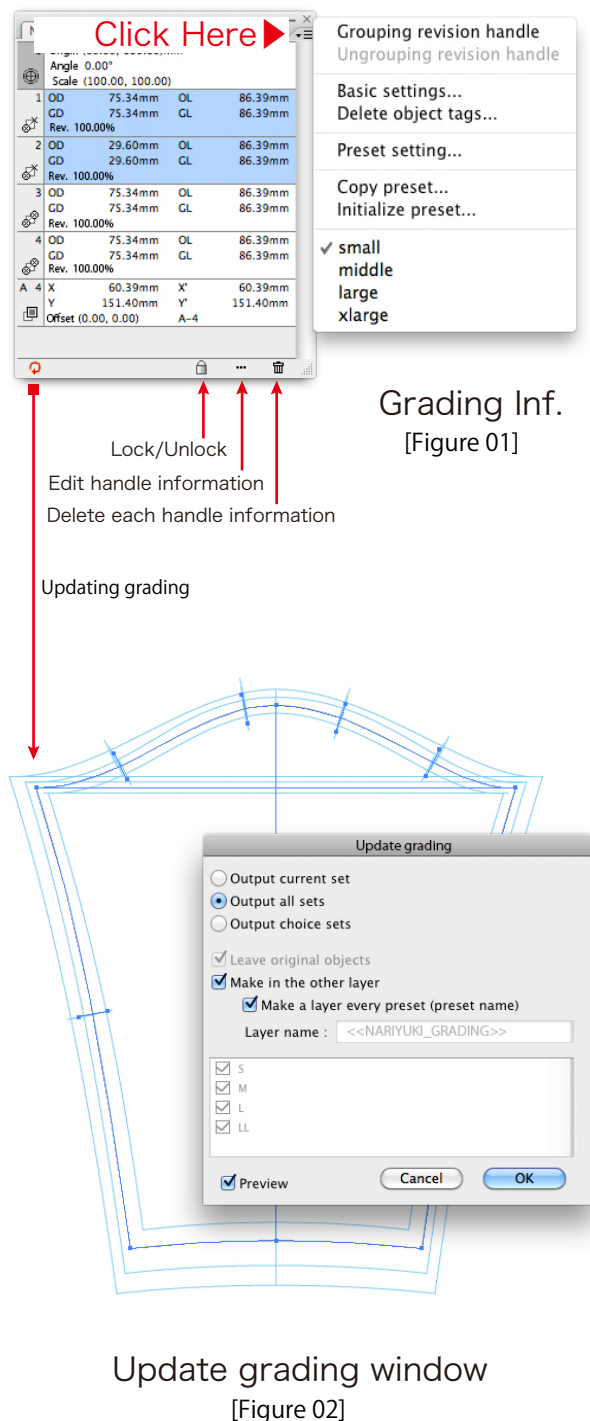 Click Here
Grouping revision handle
Ungrouping revision handle
Basic settings...
Delete object tags...
Preset setting...
Copy preset...
Initialize preset...
✓ small
middle
large
xlarge
Angle 0.00°
Scale (100.00, 100.00)
1 OD 75.34mm OL 86.39mm
GD 75.34mm GL 86.39mm
Rev. 100.00%
2 OD 29.60mm OL 86.39mm
GD 29.60mm GL 86.39mm
Rev. 100.00%
3 OD 75.34mm OL 86.39mm
GD 75.34mm GL 86.39mm
Rev. 100.00%
4 OD 75.34mm OL 86.39mm
GD 75.34mm GL 86.39mm
Rev. 100.00%
A 4 X 60.39mm X' 60.39mm
Y 151.40mm Y' 151.40mm
Offset (0.00, 0.00) A-4
Grading Inf.
[Figure 01]
Lock/Unlock
Edit handle information
Delete each handle information
Updating grading
Update grading
Output current set
Output all sets
Output choice sets
Leave original objects
Make in the other layer
Make a layer every preset (preset name)
Layer name : <<NARIYUKI_GRADING>>
S
M
L
LL
Preview
Cancel
OK
Update grading window
[Figure 02]